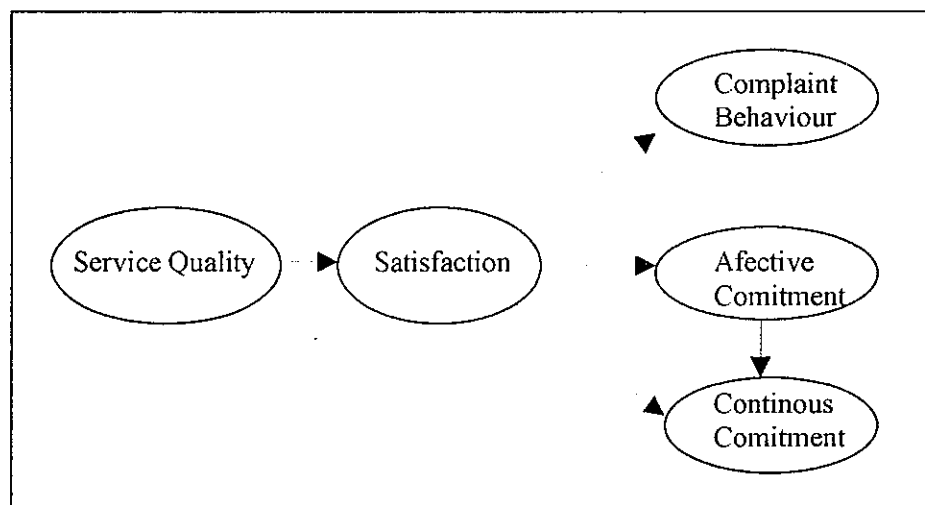 Complaint
Behaviour
Service Quality
Satisfaction
Afective
Comitment
Continous
Comitment